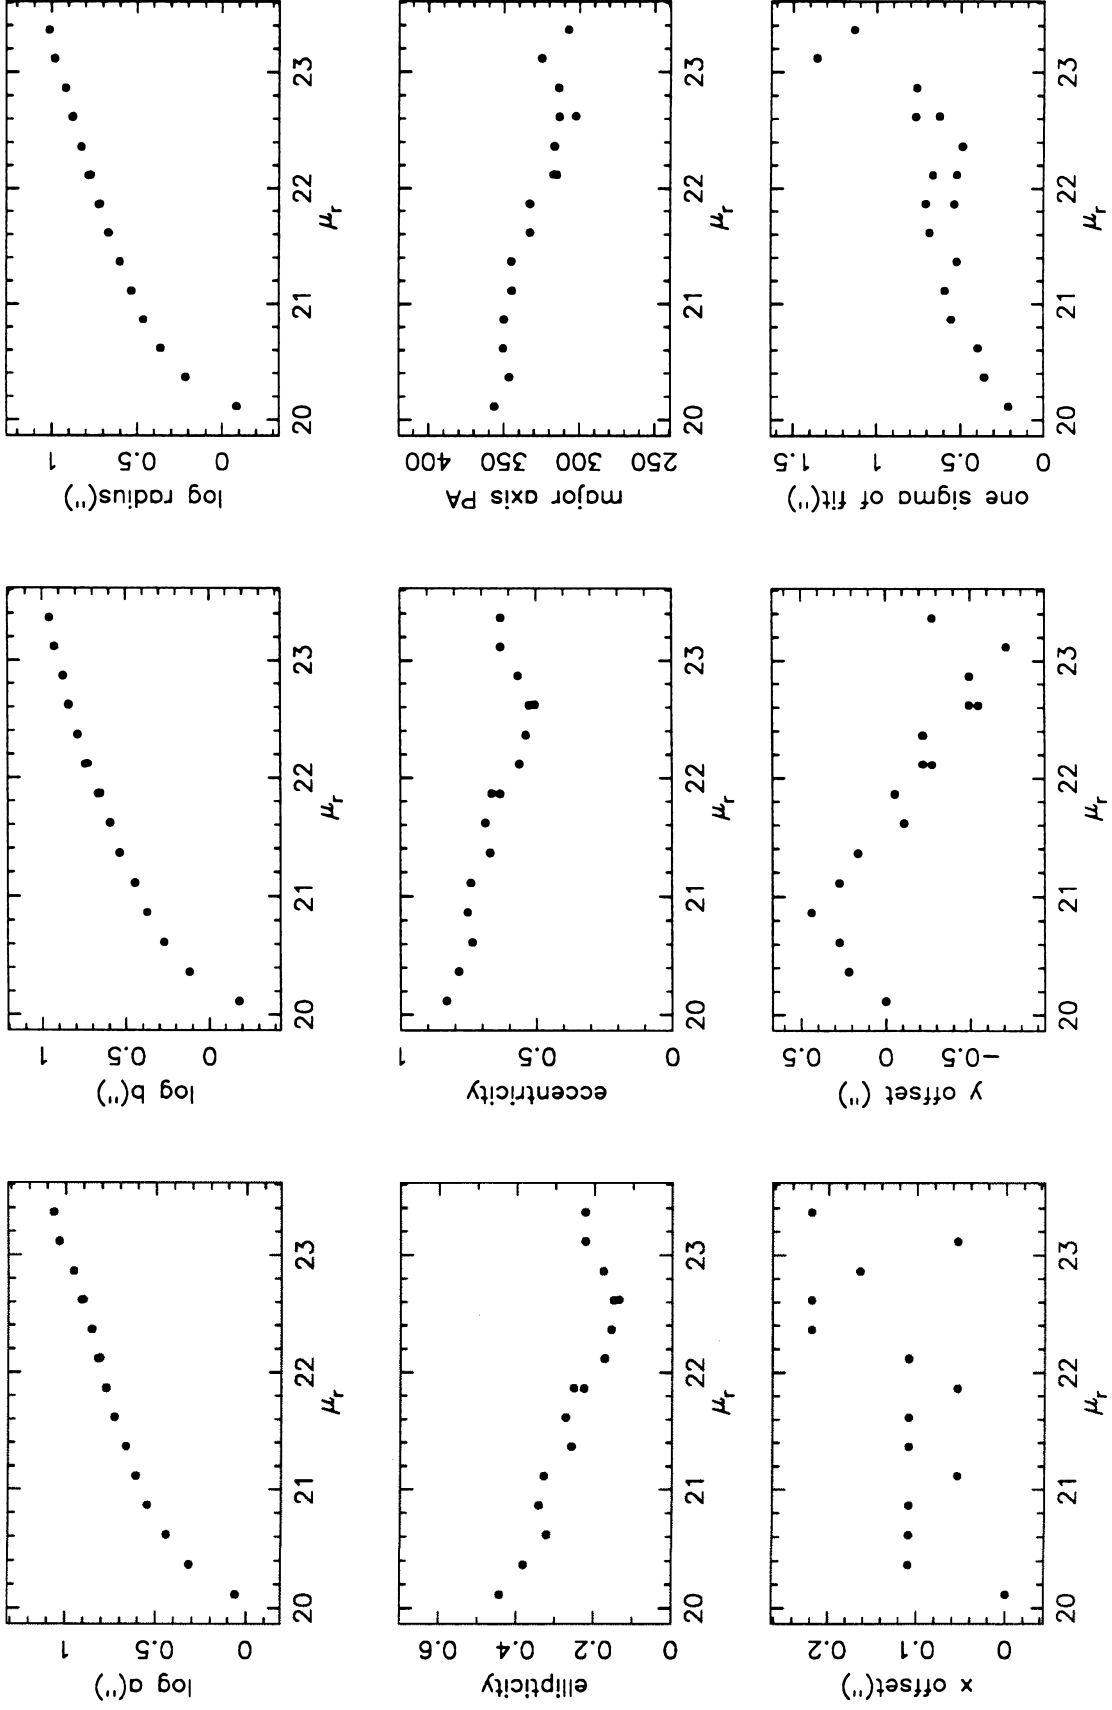 log a(")
1
0.5
0
20 21 22 23
μr
log b(")
1
0.5
0
20 21 22 23
μr
log radius(")
1
0.5
0
20 21 22 23
μr
ellipticity
0.6
0.4
0.2
0
20 21 22 23
μr
eccentricity
1
0.5
0
20 21 22 23
μr
major axis PA
400
350
300
250
20 21 22 23
μr
x offset(")
0.2
0.1
0
20 21 22 23
μr
y offset (")
0.5
0
−0.5
20 21 22 23
μr
one sigma of fit(")
1.5
1
0.5
0
20 21 22 23
μr